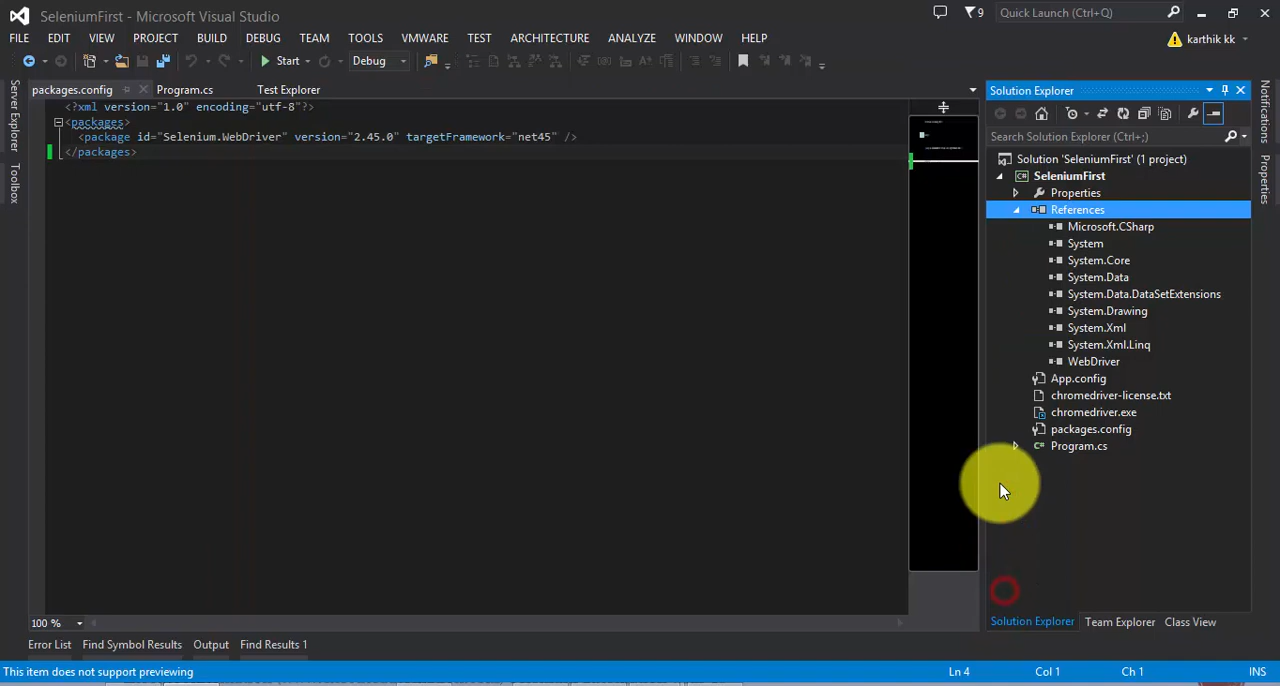 SeleniumFirst - Microsoft Visual Studio
9
Quick Launch (Ctrl+Q)
FILE EDIT VIEW PROJECT BUILD DEBUG TEAM TOOLS VMWARE TEST ARCHITECTURE ANALYZE WINDOW HELP
karthik kk
Start
Debug
Server Explorer
Toolbox
packages.config
Program.cs
Test Explorer
<?xml version="1.0" encoding="utf-8"?>
<packages>
<package id="Selenium.WebDriver" version="2.45.0" targetFramework="net45" />
</packages>
100 %
Solution Explorer
Search Solution Explorer (Ctrl+;)
Solution 'SeleniumFirst' (1 project)
C# SeleniumFirst
Properties
References
Microsoft.CSharp
System
System.Core
System.Data
System.Data.DataSetExtensions
System.Drawing
System.Xml
System.Xml.Linq
WebDriver
App.config
chromedriver-license.txt
chromedriver.exe
packages.config
C# Program.cs
Solution Explorer Team Explorer Class View
Notifications
Properties
Error List Find Symbol Results Output Find Results 1
This item does not support previewing
Ln 4 Col 1 Ch 1 INS